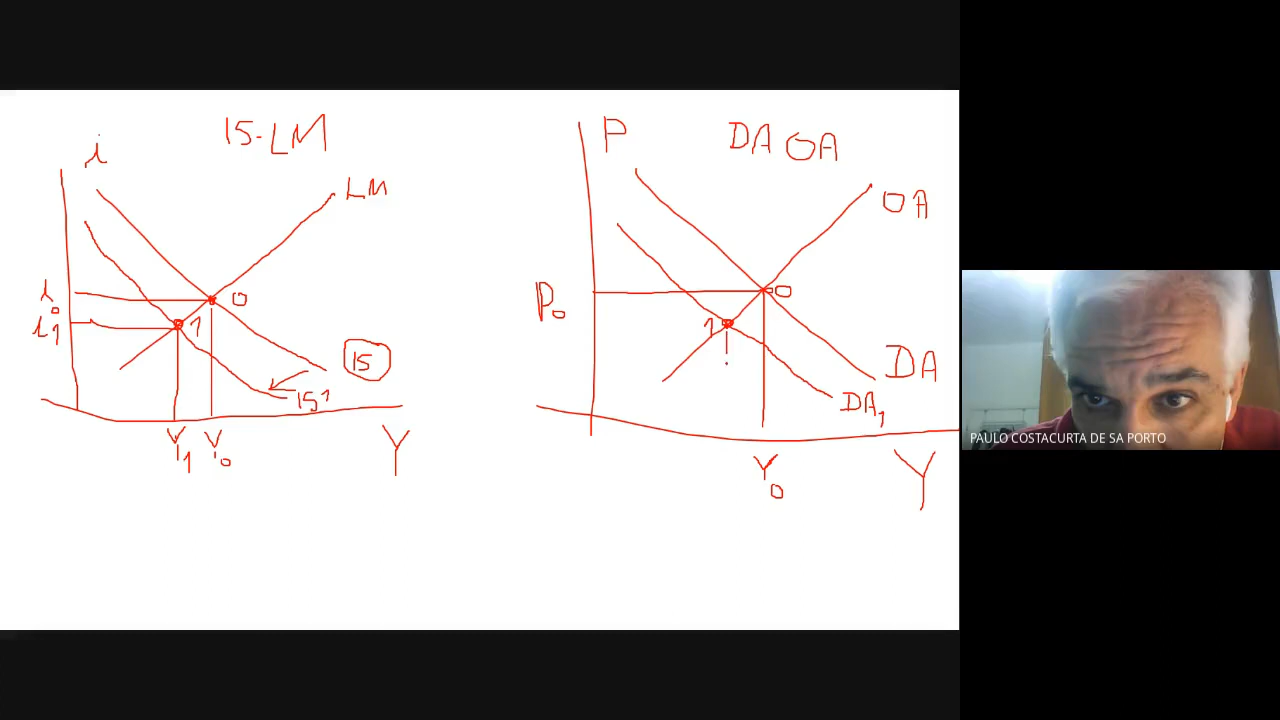 IS-LM
i
LM
i₀
0
i₁
1
IS
IS₁
Y₁
Y₀
Y
DA OA
P
OA
P₀
0
1
DA
DA₁
Y₀
Y
PAULO COSTACURTA DE SA PORTO